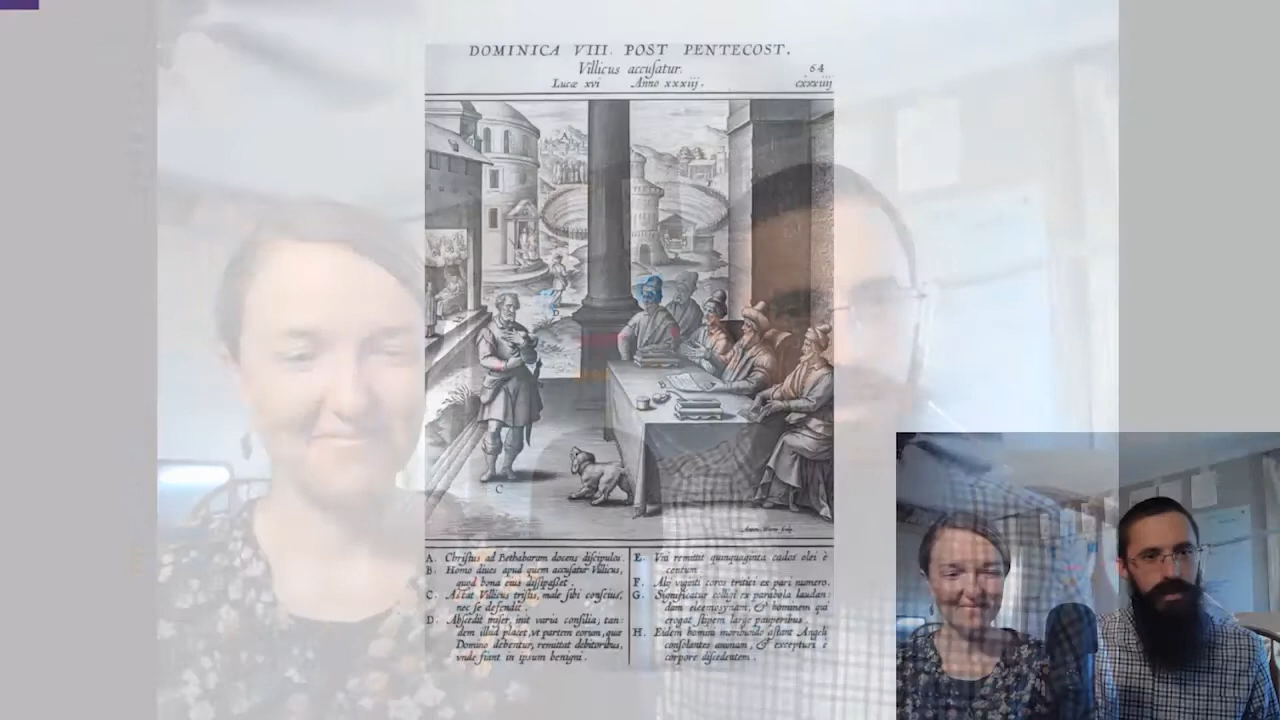 DOMINICA VIII. POST PENTECOST.
Villicus accusatur.
64
Lucæ xvi Anno xxxiij.
cxxxiij
D
B
C
A. Christus ad Bethabaram docens discipulos.
B. Homo diues apud quem accusatur Villicus,
quod bona eius dissipasset.
C. Astat Villicus tristis, male sibi conscius,
nec se defendit.
D. Abscedit miser, init varia consilia, tan:
dem illud placet, vt partem eorum, quæ
Domino debentur, remittat debitoribus,
vnde fiant in ipsum benigni.
E. Vni remittit quinquaginta cados olei è
centum.
F. Alij viginti coros tritici ex pari numero.
G. Significatur colligi ex parabola laudan:
dam eleemosynam, & hominem qui
erogat stipem large pauperibus.
H. Eidem homini moribundo astant Angeli
consolantes animam, & excepturi è
corpore discedentem.